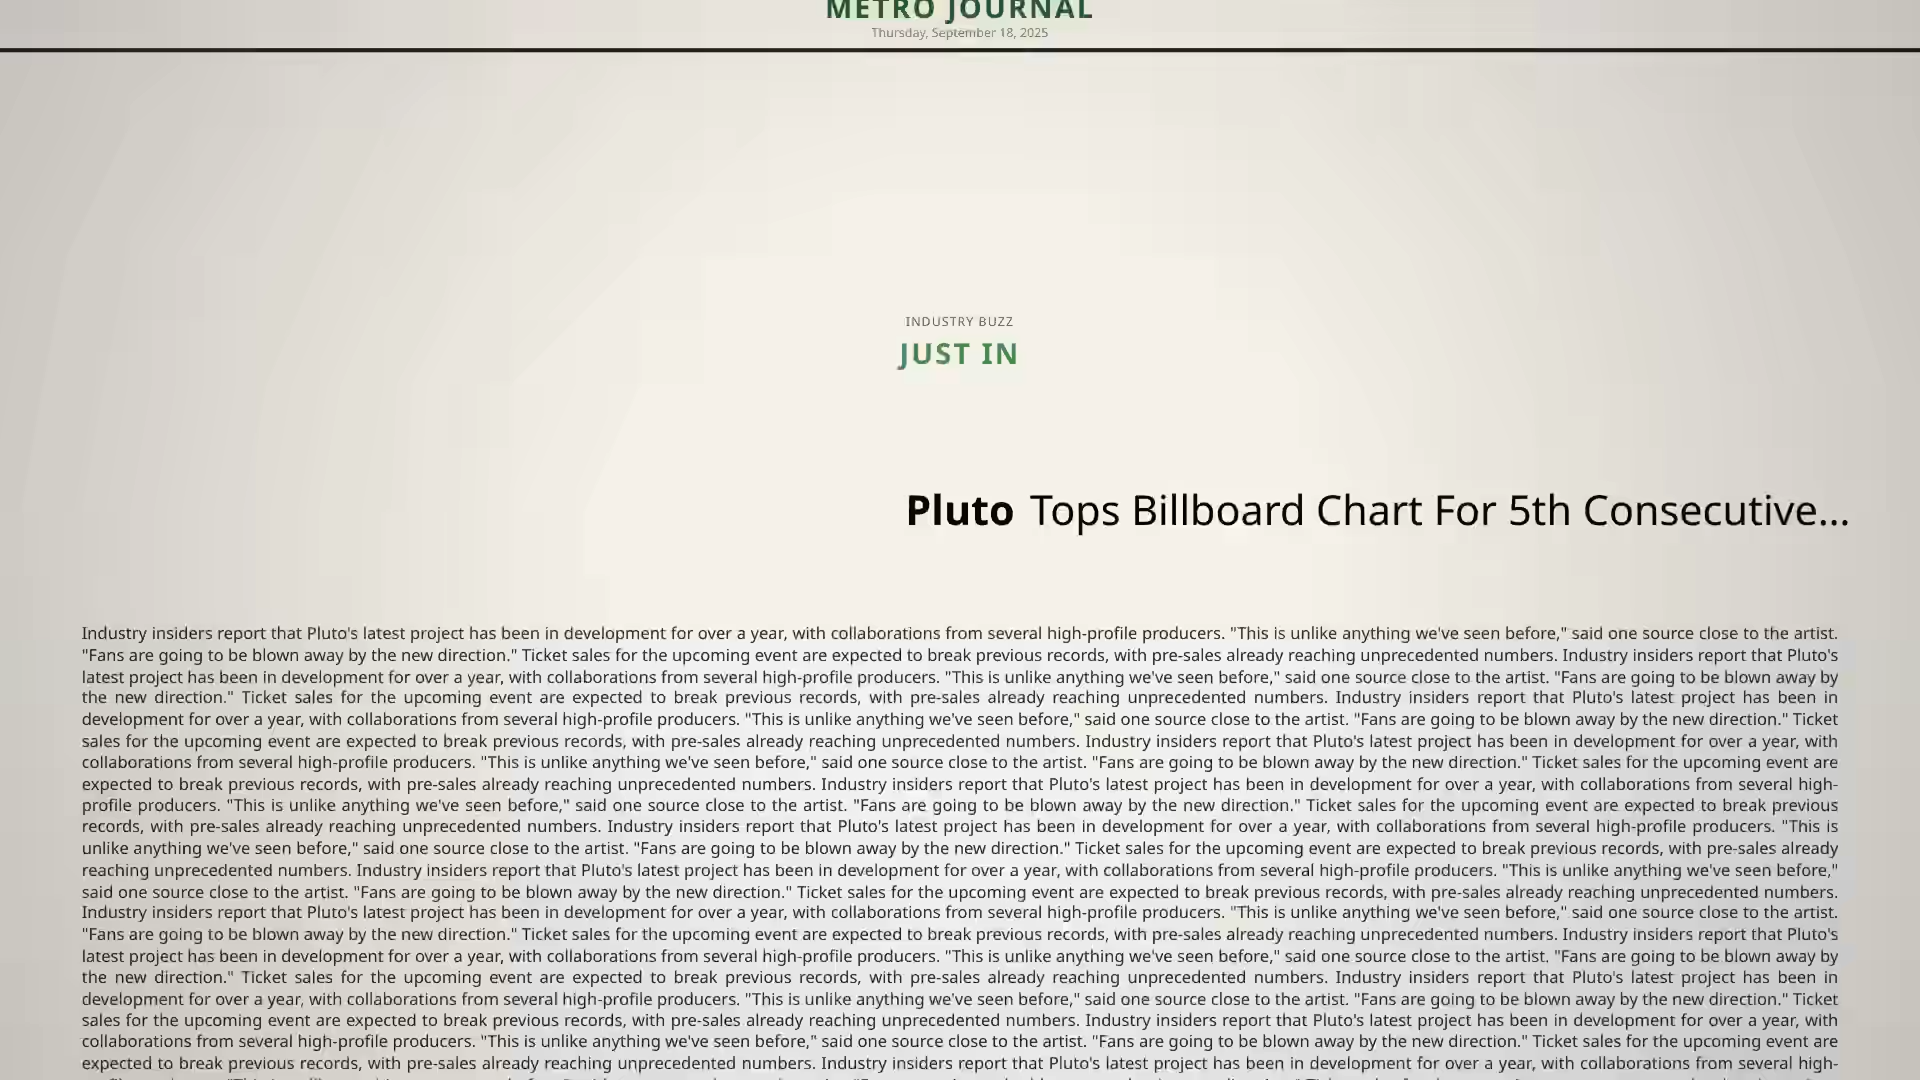 METRO JOURNAL
Thursday, September 18, 2025
INDUSTRY BUZZ
JUST IN
Pluto Tops Billboard Chart For 5th Consecutive...
Industry insiders report that Pluto's latest project has been in development for over a year, with collaborations from several high-profile producers. "This is unlike anything we've seen before," said one source close to the artist.
"Fans are going to be blown away by the new direction." Ticket sales for the upcoming event are expected to break previous records, with pre-sales already reaching unprecedented numbers. Industry insiders report that Pluto's
latest project has been in development for over a year, with collaborations from several high-profile producers. "This is unlike anything we've seen before," said one source close to the artist. "Fans are going to be blown away by
the new direction." Ticket sales for the upcoming event are expected to break previous records, with pre-sales already reaching unprecedented numbers. Industry insiders report that Pluto's latest project has been in
development for over a year, with collaborations from several high-profile producers. "This is unlike anything we've seen before," said one source close to the artist. "Fans are going to be blown away by the new direction." Ticket
sales for the upcoming event are expected to break previous records, with pre-sales already reaching unprecedented numbers. Industry insiders report that Pluto's latest project has been in development for over a year, with
collaborations from several high-profile producers. "This is unlike anything we've seen before," said one source close to the artist. "Fans are going to be blown away by the new direction." Ticket sales for the upcoming event are
expected to break previous records, with pre-sales already reaching unprecedented numbers. Industry insiders report that Pluto's latest project has been in development for over a year, with collaborations from several high-
profile producers. "This is unlike anything we've seen before," said one source close to the artist. "Fans are going to be blown away by the new direction." Ticket sales for the upcoming event are expected to break previous
records, with pre-sales already reaching unprecedented numbers. Industry insiders report that Pluto's latest project has been in development for over a year, with collaborations from several high-profile producers. "This is
unlike anything we've seen before," said one source close to the artist. "Fans are going to be blown away by the new direction." Ticket sales for the upcoming event are expected to break previous records, with pre-sales already
reaching unprecedented numbers. Industry insiders report that Pluto's latest project has been in development for over a year, with collaborations from several high-profile producers. "This is unlike anything we've seen before,"
said one source close to the artist. "Fans are going to be blown away by the new direction." Ticket sales for the upcoming event are expected to break previous records, with pre-sales already reaching unprecedented numbers.
Industry insiders report that Pluto's latest project has been in development for over a year, with collaborations from several high-profile producers. "This is unlike anything we've seen before," said one source close to the artist.
"Fans are going to be blown away by the new direction." Ticket sales for the upcoming event are expected to break previous records, with pre-sales already reaching unprecedented numbers. Industry insiders report that Pluto's
latest project has been in development for over a year, with collaborations from several high-profile producers. "This is unlike anything we've seen before," said one source close to the artist. "Fans are going to be blown away by
the new direction." Ticket sales for the upcoming event are expected to break previous records, with pre-sales already reaching unprecedented numbers. Industry insiders report that Pluto's latest project has been in
development for over a year, with collaborations from several high-profile producers. "This is unlike anything we've seen before," said one source close to the artist. "Fans are going to be blown away by the new direction." Ticket
sales for the upcoming event are expected to break previous records, with pre-sales already reaching unprecedented numbers. Industry insiders report that Pluto's latest project has been in development for over a year, with
collaborations from several high-profile producers. "This is unlike anything we've seen before," said one source close to the artist. "Fans are going to be blown away by the new direction." Ticket sales for the upcoming event are
expected to break previous records, with pre-sales already reaching unprecedented numbers. Industry insiders report that Pluto's latest project has been in development for over a year, with collaborations from several high-